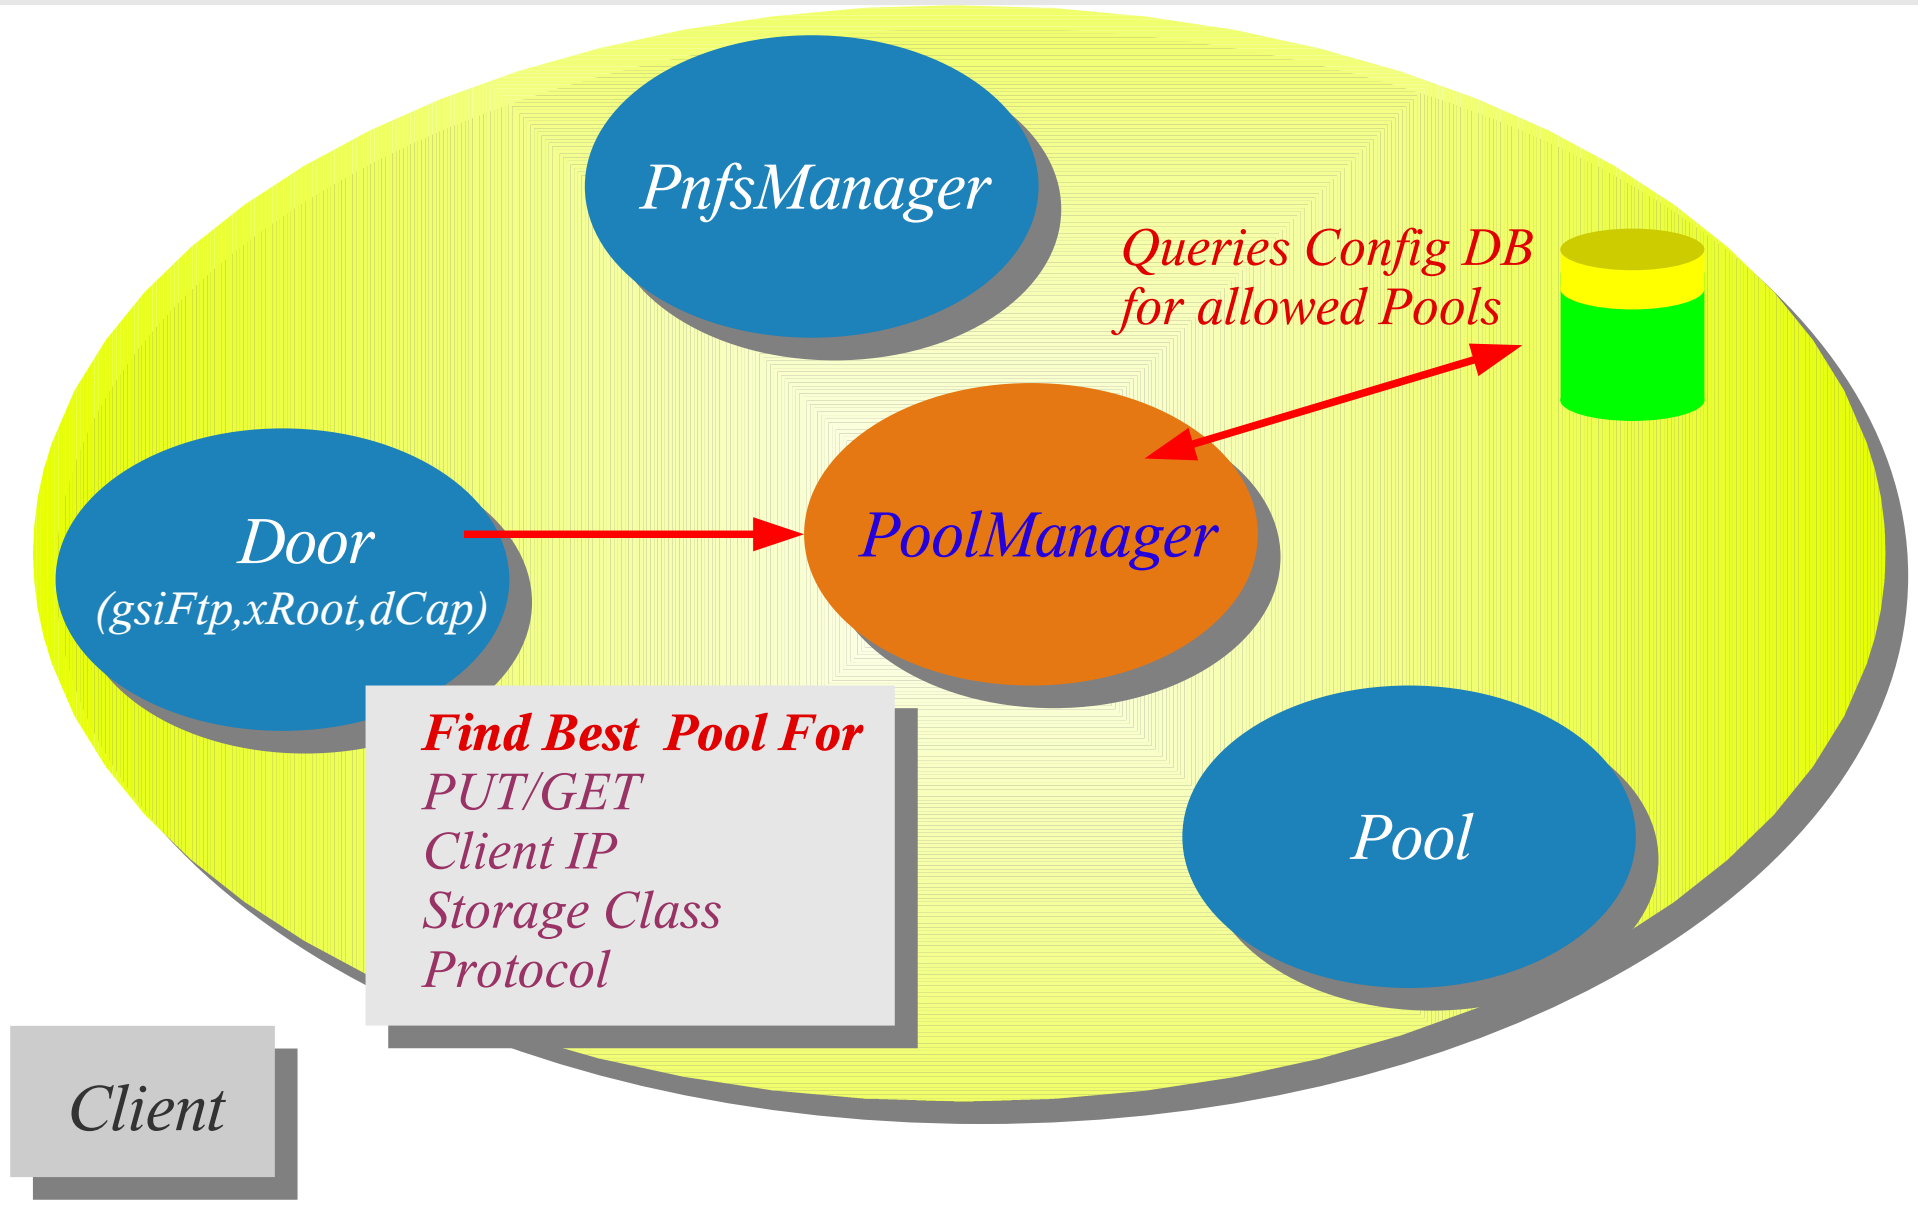 PnfsManager
Queries Config DB
for allowed Pools
Door
(gsiFtp,xRoot,dCap)
PoolManager
Find Best  Pool For
PUT/GET
Client IP
Storage Class
Protocol
Pool
Client